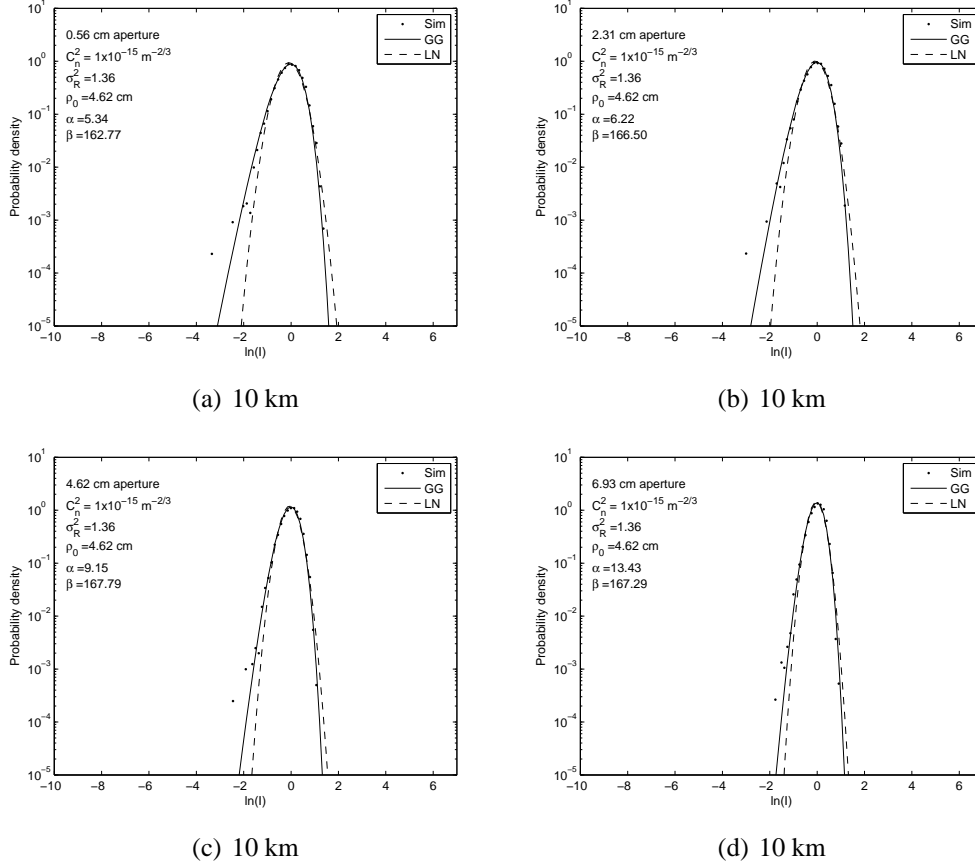 10^1
10^0
10^-1
10^-2
10^-3
10^-4
10^-5
Probability density
0.56 cm aperture
C_n^2 = 1x10^-15 m^-2/3
σ_R^2 =1.36
ρ_0 =4.62 cm
α =5.34
β =162.77
Sim
GG
LN
−10 −8 −6 −4 −2 0 2 4 6
ln(I)
(a) 10 km
10^1
10^0
10^-1
10^-2
10^-3
10^-4
10^-5
Probability density
2.31 cm aperture
C_n^2 = 1x10^-15 m^-2/3
σ_R^2 =1.36
ρ_0 =4.62 cm
α =6.22
β =166.50
Sim
GG
LN
−10 −8 −6 −4 −2 0 2 4 6
ln(I)
(b) 10 km
10^1
10^0
10^-1
10^-2
10^-3
10^-4
10^-5
Probability density
4.62 cm aperture
C_n^2 = 1x10^-15 m^-2/3
σ_R^2 =1.36
ρ_0 =4.62 cm
α =9.15
β =167.79
Sim
GG
LN
−10 −8 −6 −4 −2 0 2 4 6
ln(I)
(c) 10 km
10^1
10^0
10^-1
10^-2
10^-3
10^-4
10^-5
Probability density
6.93 cm aperture
C_n^2 = 1x10^-15 m^-2/3
σ_R^2 =1.36
ρ_0 =4.62 cm
α =13.43
β =167.29
Sim
GG
LN
−10 −8 −6 −4 −2 0 2 4 6
ln(I)
(d) 10 km